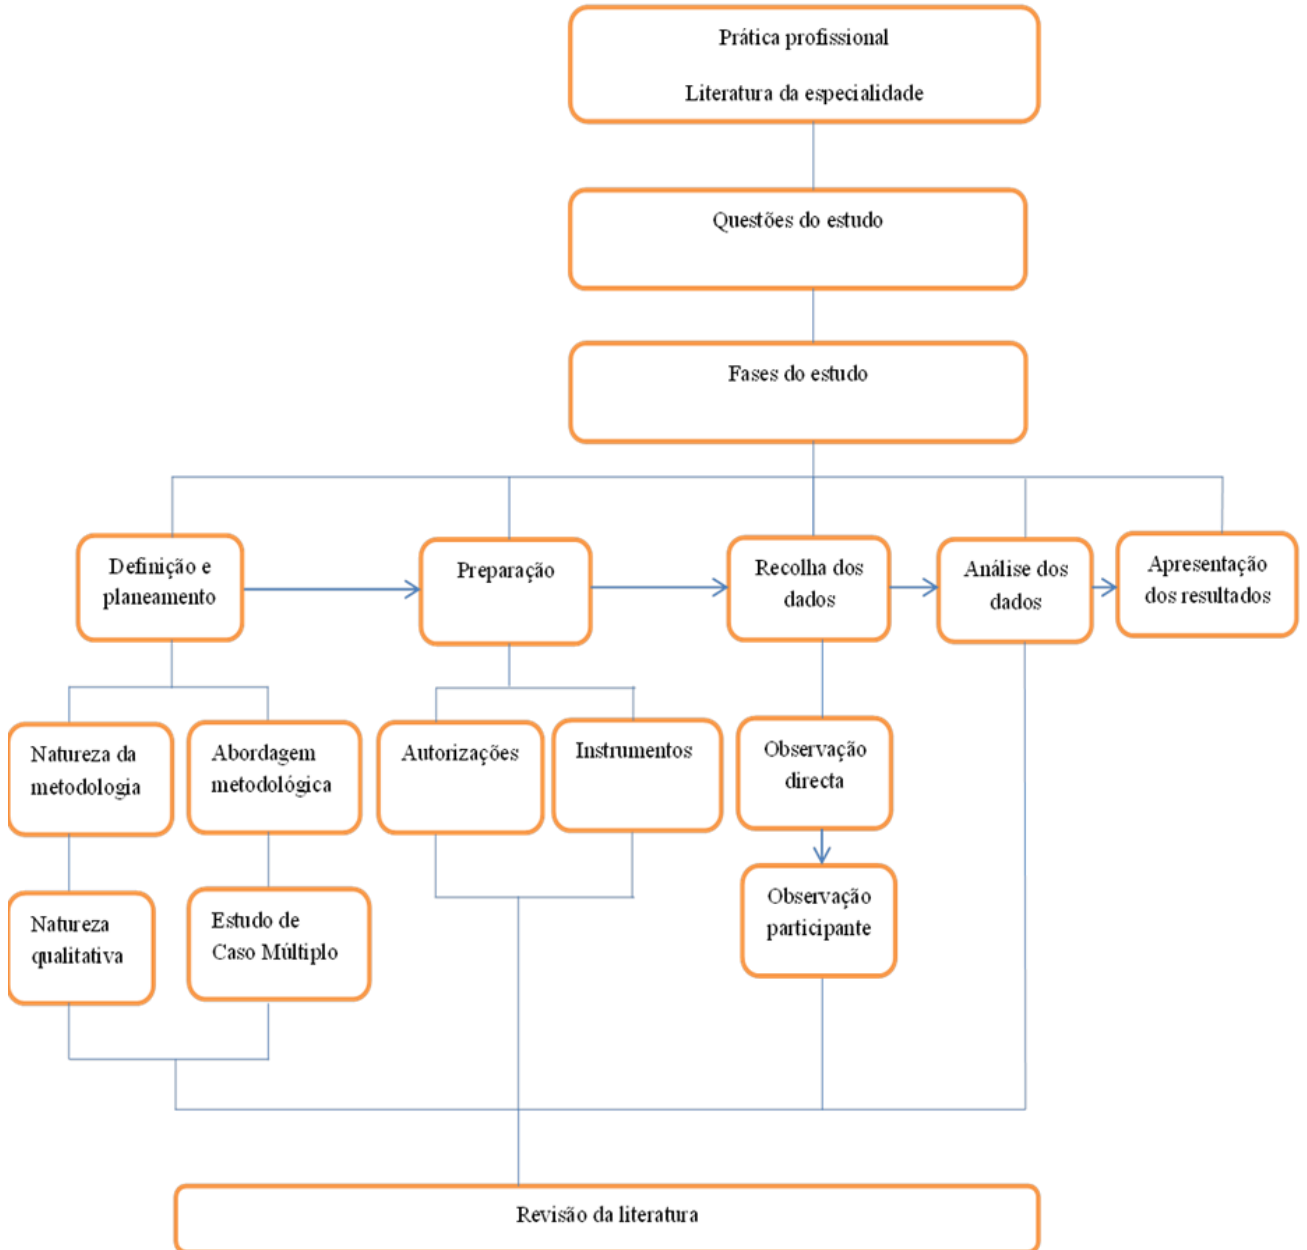 Prática profissional
Literatura da especialidade
Questões do estudo
Fases do estudo
Definição e
planeamento
Preparação
Recolha dos
dados
Análise dos
dados
Apresentação
dos resultados
Natureza da
metodologia
Abordagem
metodológica
Autorizações
Instrumentos
Observação
directa
Natureza
qualitativa
Estudo de
Caso Múltiplo
Observação
participante
Revisão da literatura